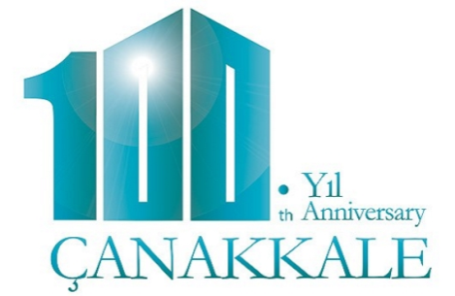 100. Yıl
th Anniversary
ÇANAKKALE